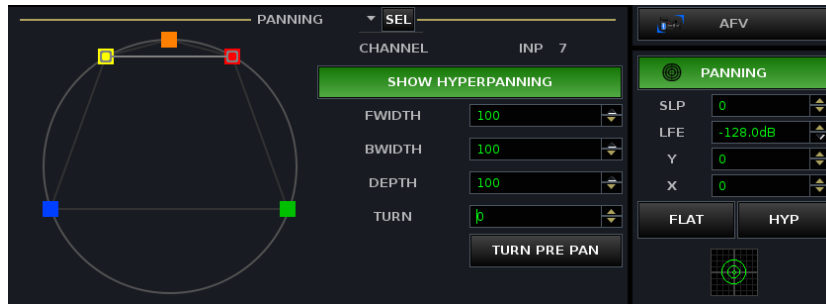 PANNING SEL
CHANNEL INP 7
SHOW HYPERPANNING
FWIDTH 100
BWIDTH 100
DEPTH 100
TURN 0
TURN PRE PAN
AFV
PANNING
SLP 0
LFE -128.0dB
Y 0
X 0
FLAT HYP